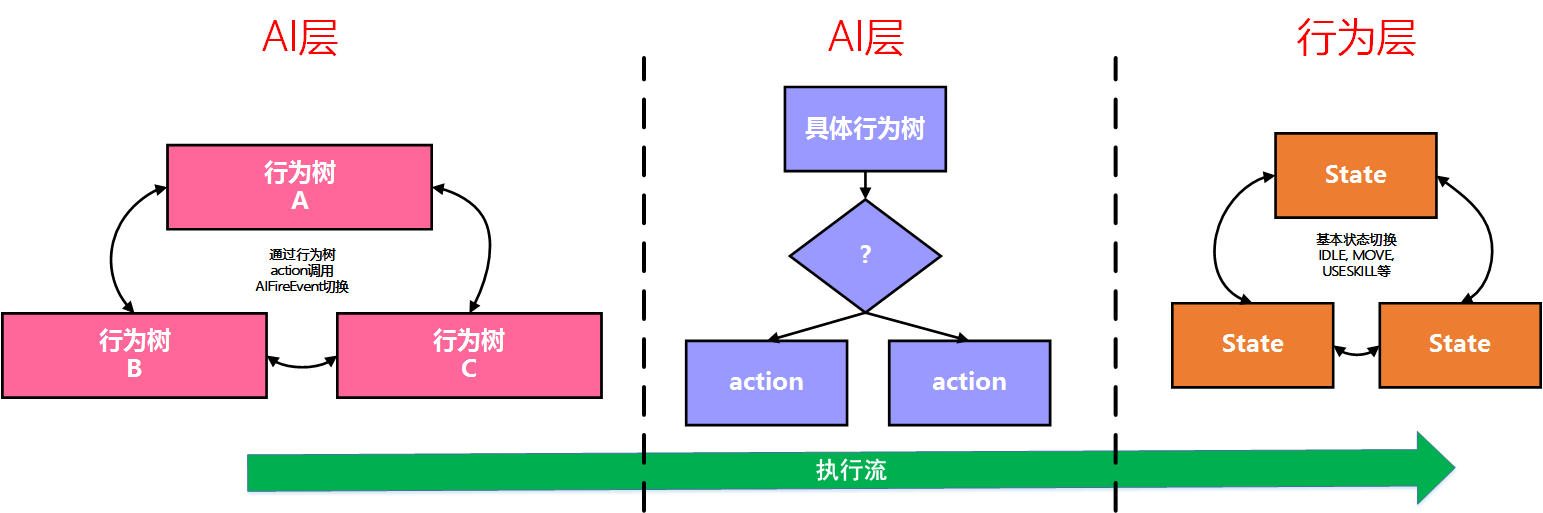 AI层
AI层
行为层
行为树
A
通过行为树
action调用
AIFireEvent切换
行为树
B
行为树
C
具体行为树
?
action
action
State
基本状态切换
IDLE, MOVE,
USESKILL等
State
State
执行流